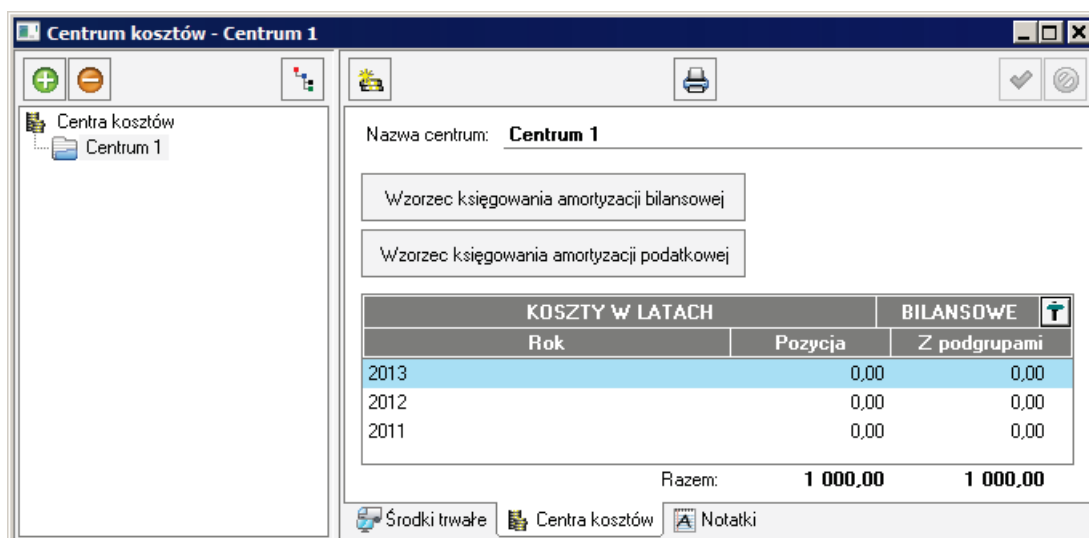 Centrum kosztów - Centrum 1
Centra kosztów
Centrum 1
Nazwa centrum: Centrum 1
Wzorzec księgowania amortyzacji bilansowej
Wzorzec księgowania amortyzacji podatkowej
KOSZTY W LATACH BILANSOWE
Rok Pozycja Z podgrupami
2013 0,00 0,00
2012 0,00 0,00
2011 0,00 0,00
Razem: 1 000,00 1 000,00
Środki trwałe Centra kosztów Notatki